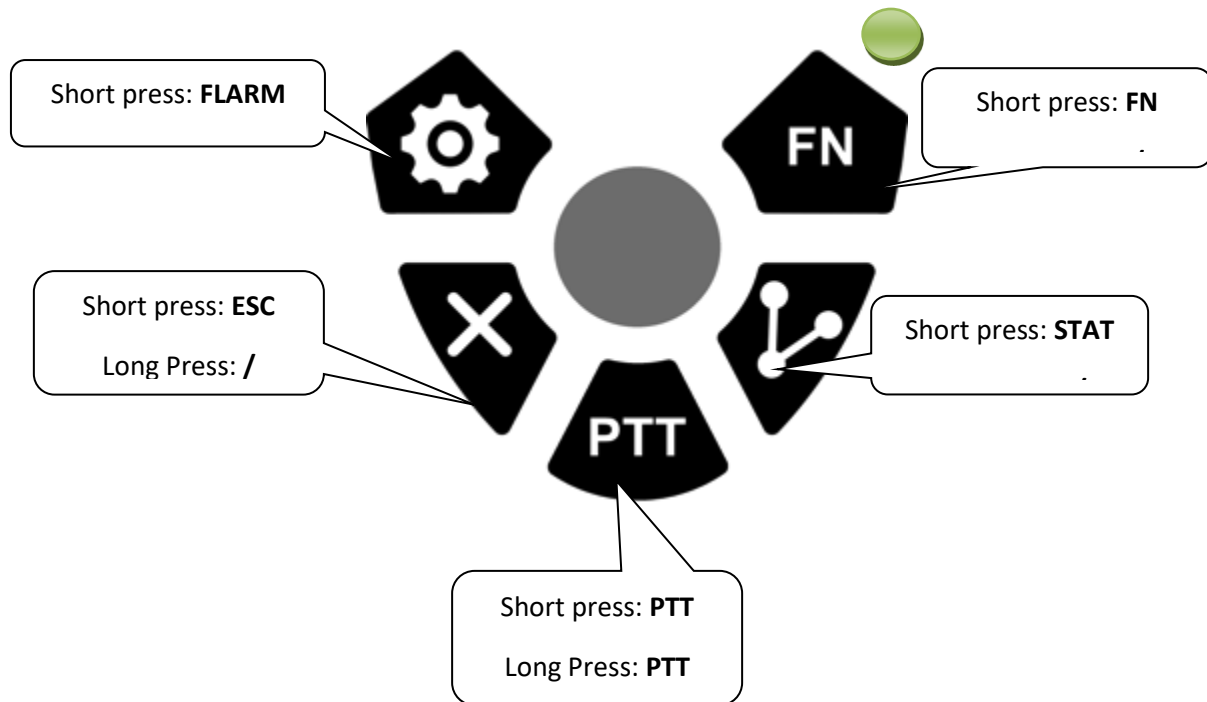 Short press: FLARM
FN
Short press: FN
Short press: ESC
Long Press: /
Short press: STAT
PTT
Short press: PTT
Long Press: PTT